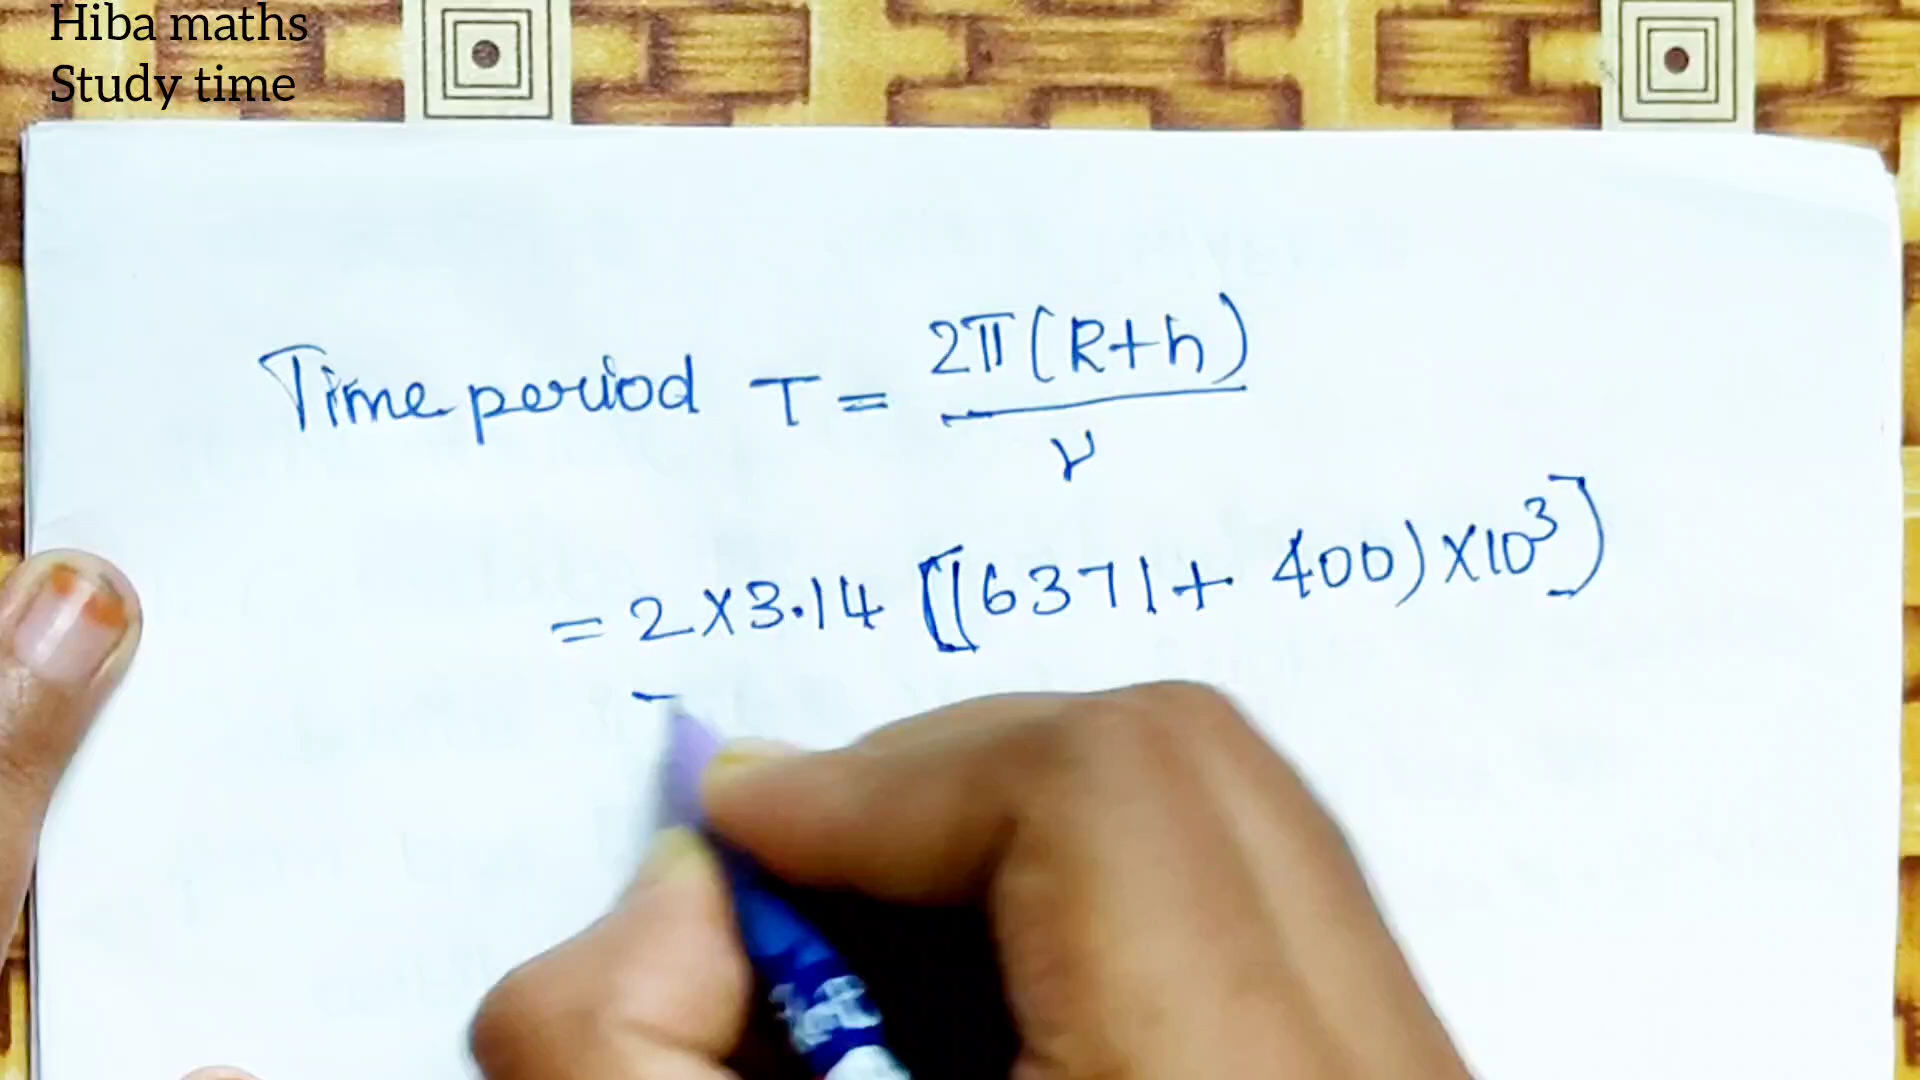 Hiba maths
Study time
Time period T = 2π(R+h)
ν
= 2×3.14 [(6371+ 400)×10³]